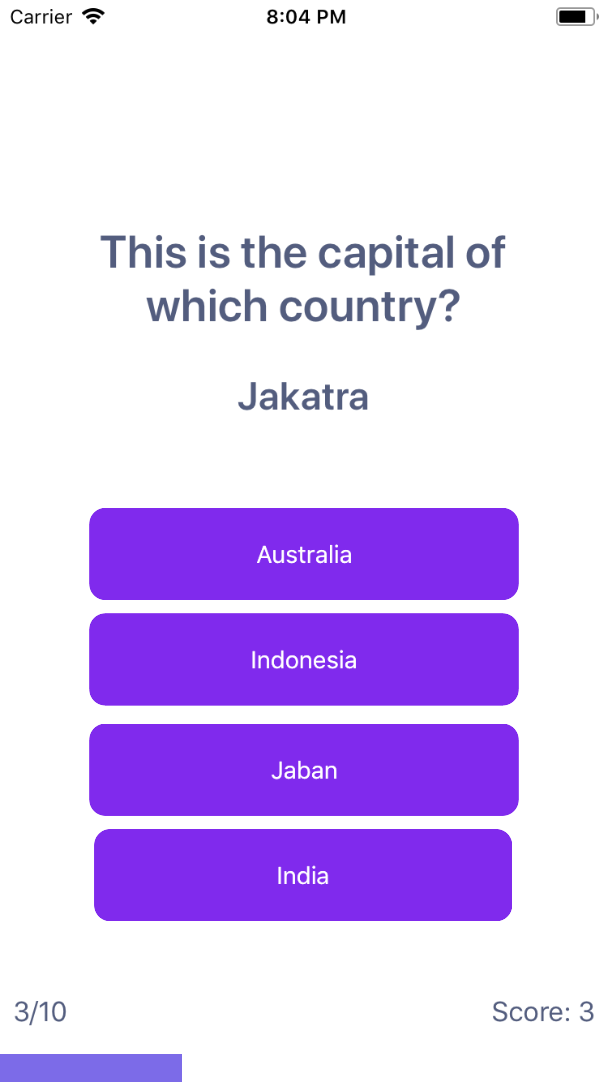 Carrier 8:04 PM
This is the capital of
which country?
Jakatra
Australia
Indonesia
Jaban
India
3/10 Score: 3